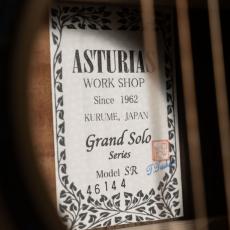 ASTURIAS
WORK SHOP
Since 1962
KURUME, JAPAN
Grand Solo
Series
Model SR
46144